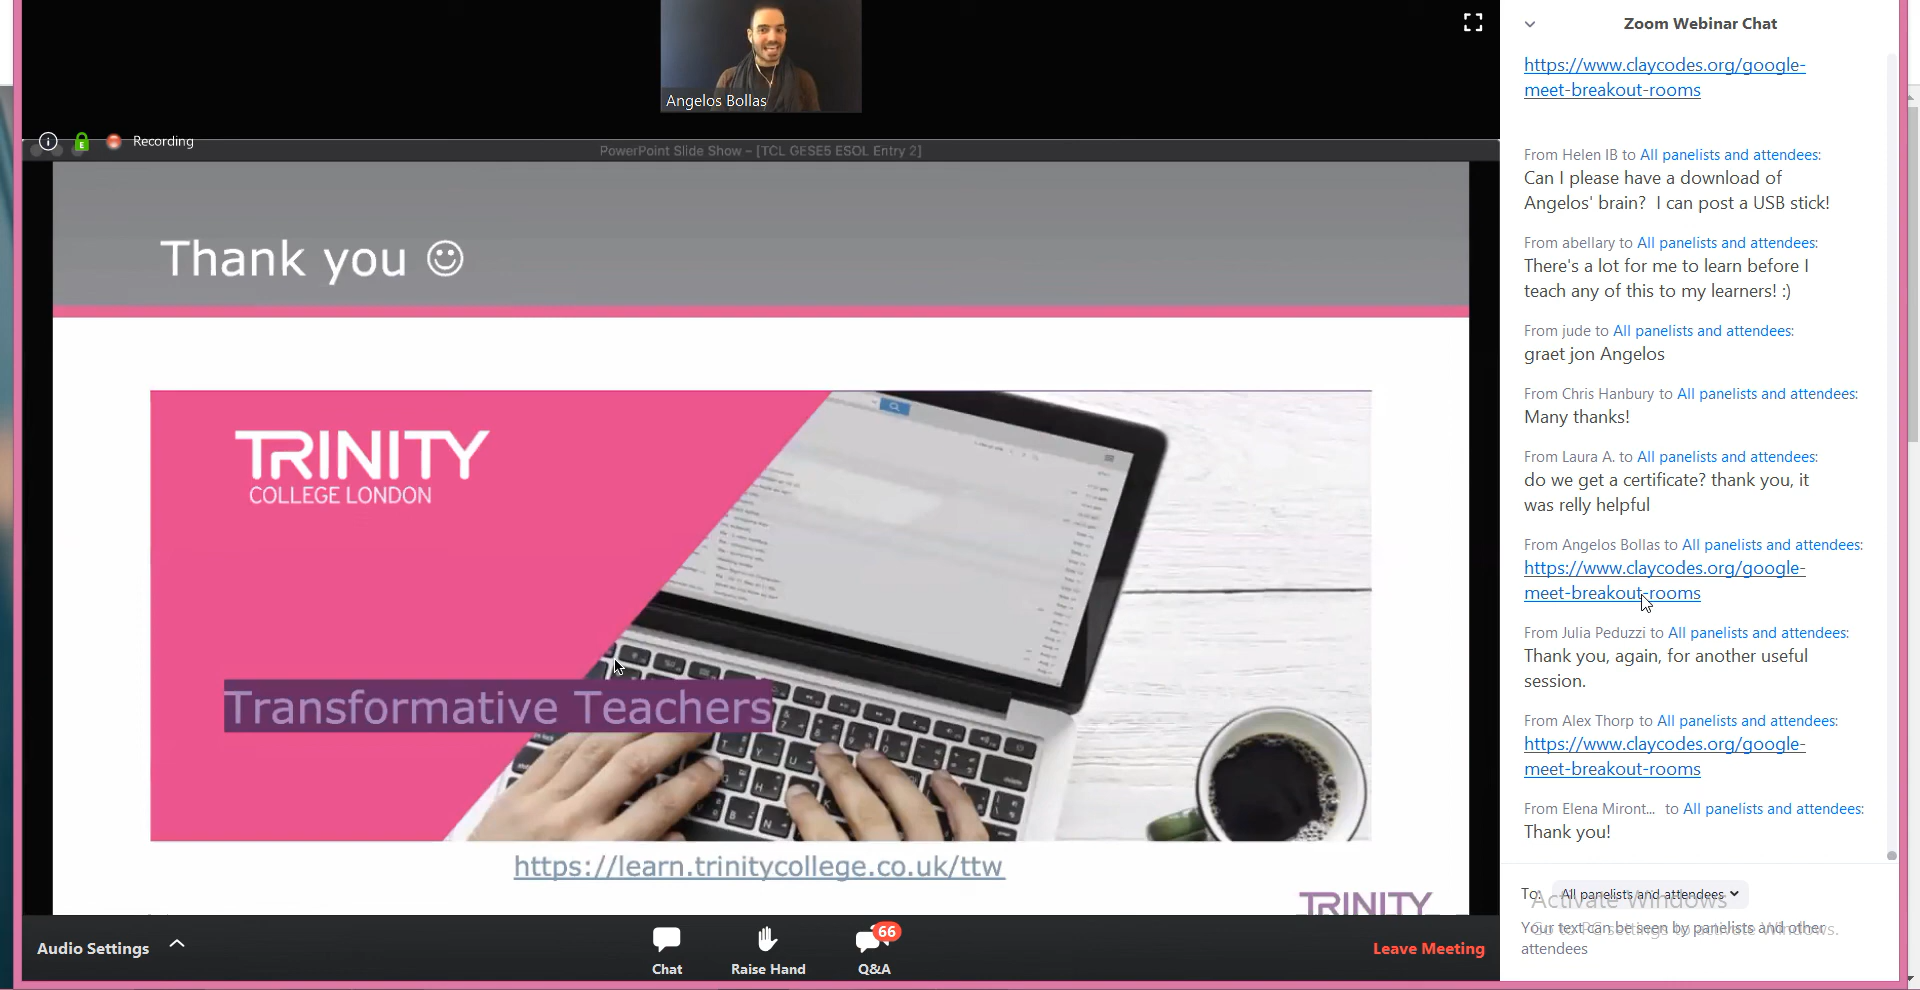 Angelos Bollas
Recording
PowerPoint Slide Show - [TCL GESE5 ESOL Entry 2]
Thank you ☺
TRINITY
COLLEGE LONDON
Transformative Teachers
https://learn.trinitycollege.co.uk/ttw
TRINITY
Audio Settings
Chat
Raise Hand
66
Q&A
Leave Meeting
Zoom Webinar Chat
https://www.claycodes.org/google-
meet-breakout-rooms
From Helen IB to All panelists and attendees:
Can I please have a download of
Angelos' brain?  I can post a USB stick!
From abellary to All panelists and attendees:
There's a lot for me to learn before I
teach any of this to my learners! :)
From jude to All panelists and attendees:
graet jon Angelos
From Chris Hanbury to All panelists and attendees:
Many thanks!
From Laura A. to All panelists and attendees:
do we get a certificate? thank you, it
was relly helpful
From Angelos Bollas to All panelists and attendees:
https://www.claycodes.org/google-
meet-breakout-rooms
From Julia Peduzzi to All panelists and attendees:
Thank you, again, for another useful
session.
From Alex Thorp to All panelists and attendees:
https://www.claycodes.org/google-
meet-breakout-rooms
From Elena Miront... to All panelists and attendees:
Thank you!
To: All panelists and attendees
Activate Windows
Go to PC settings to activate Windows.
Your text can be seen by panelists and other
attendees